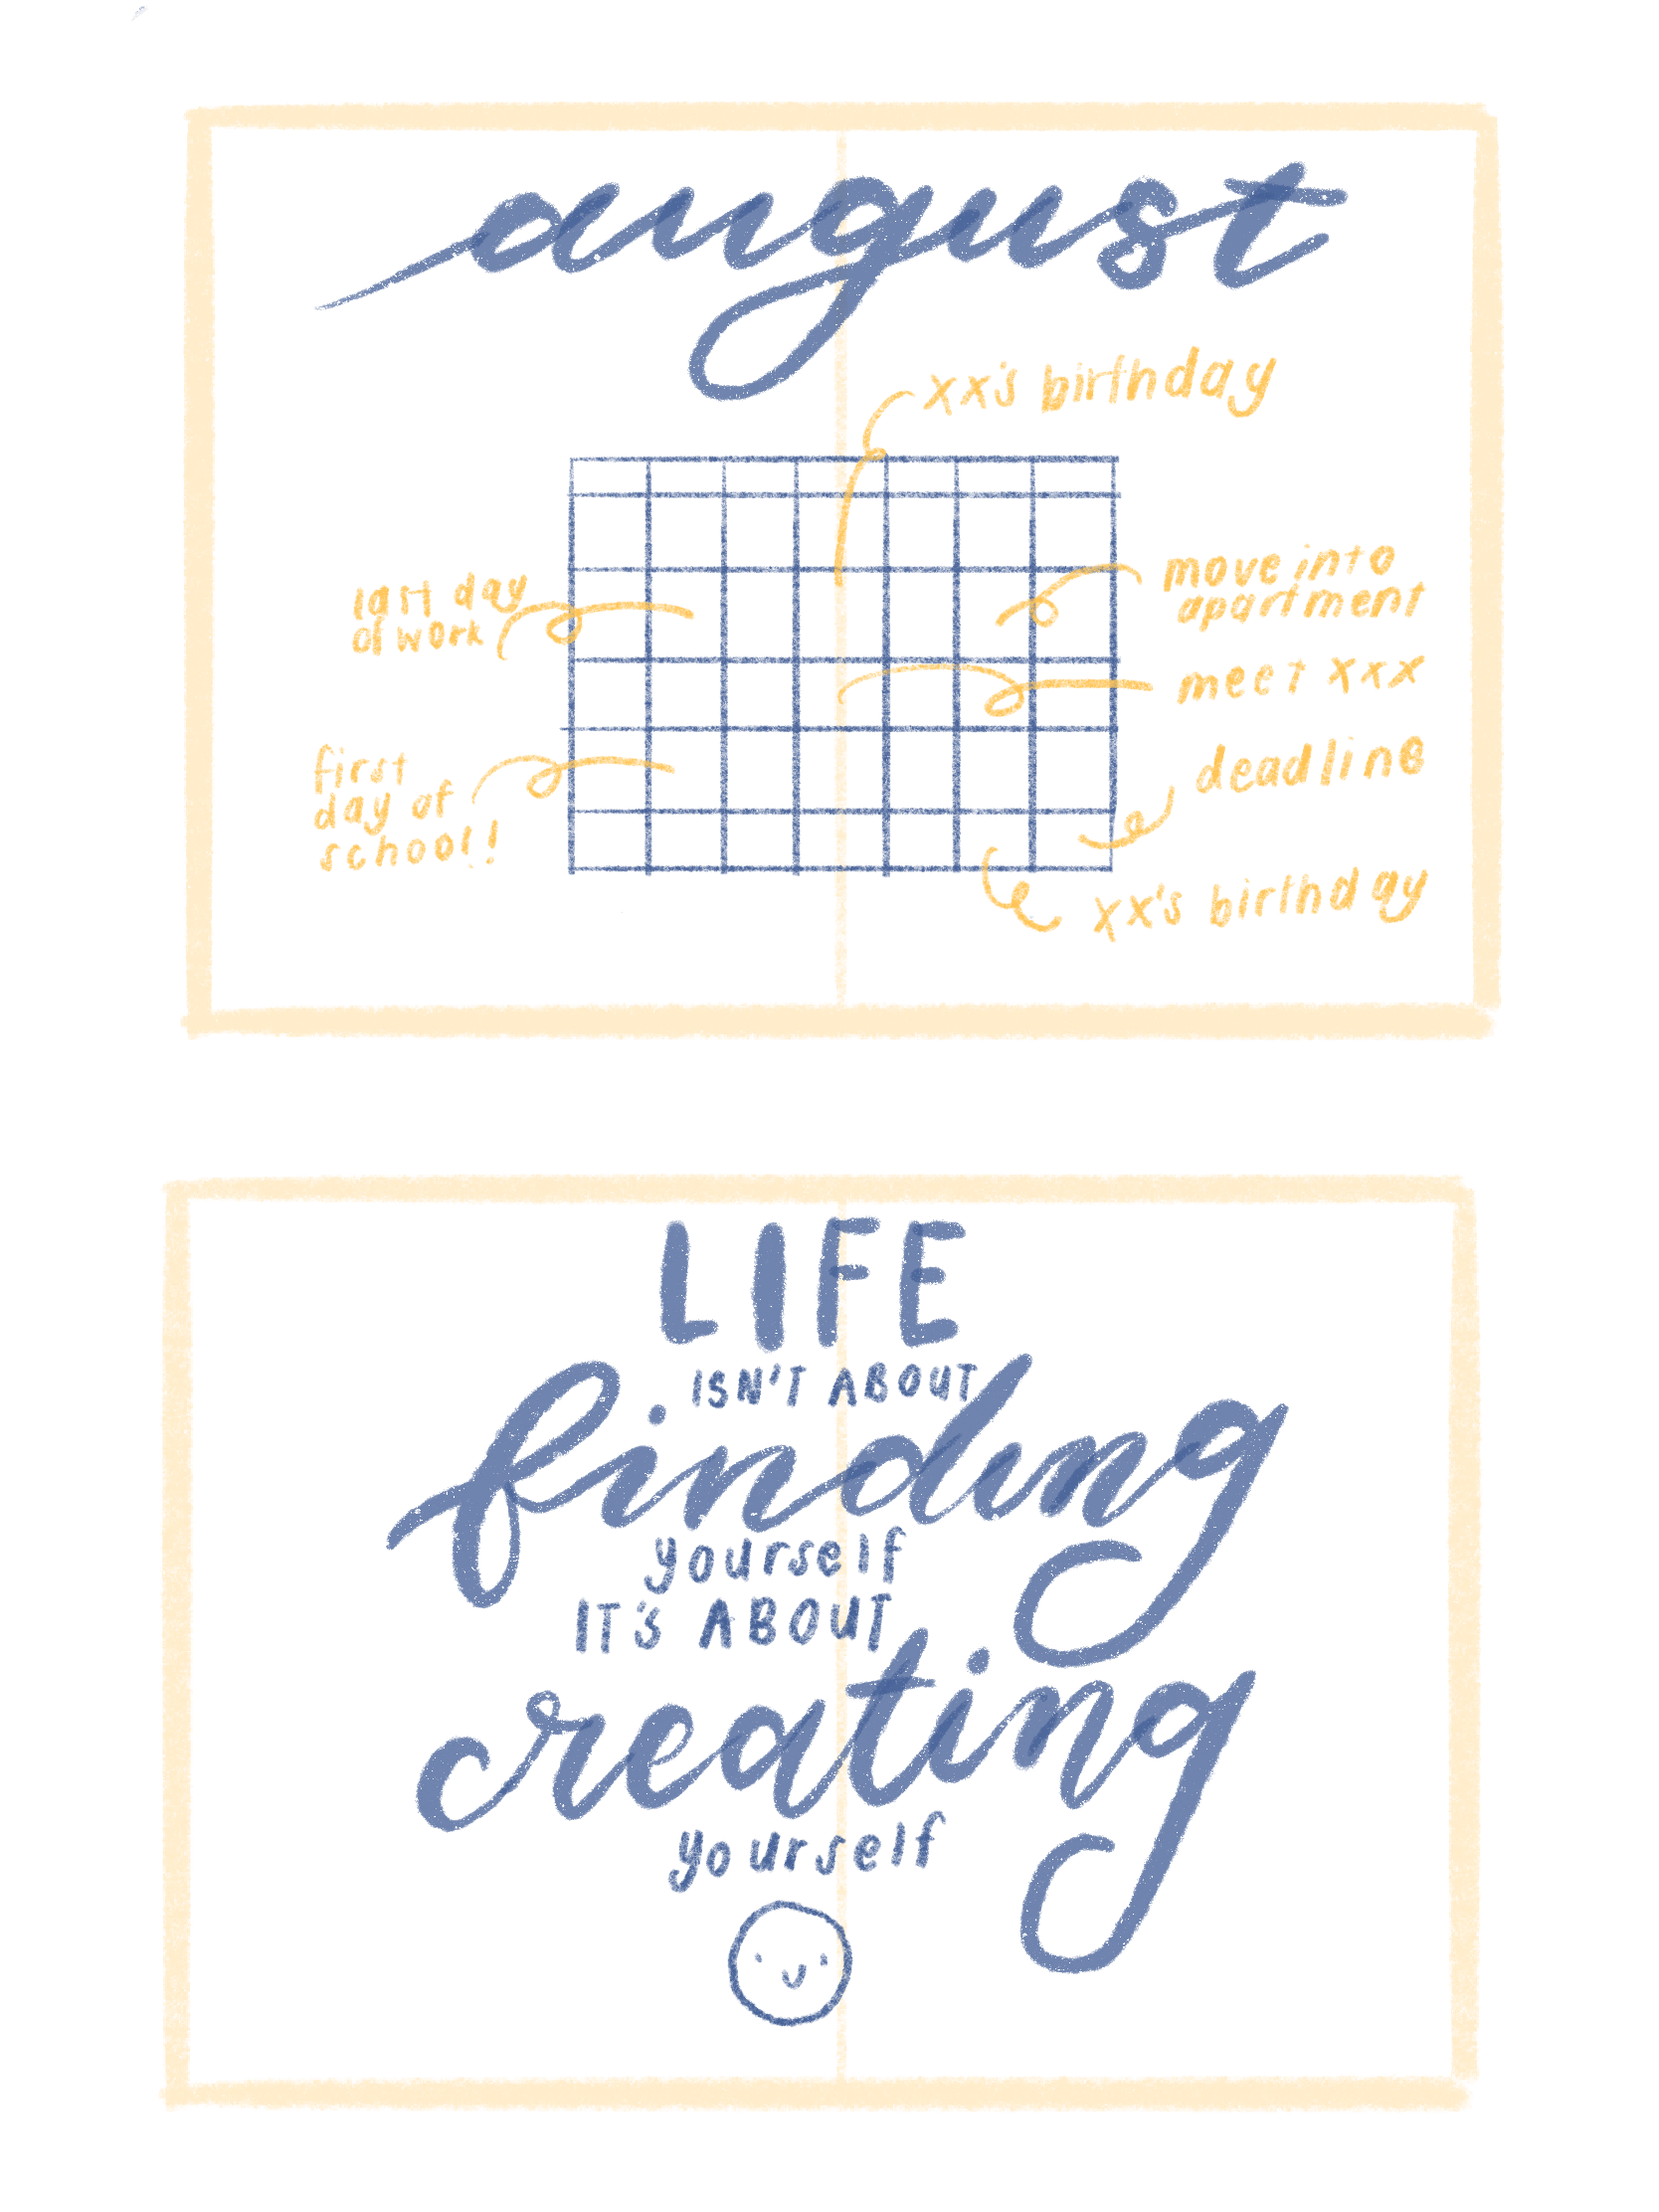 august
xx's birthday
last day
of work
move into
apartment
meet xxx
first
day of
school!!
deadline
xx's birthday
LIFE
ISN'T ABOUT
finding
yourself
IT'S ABOUT
creating
yourself